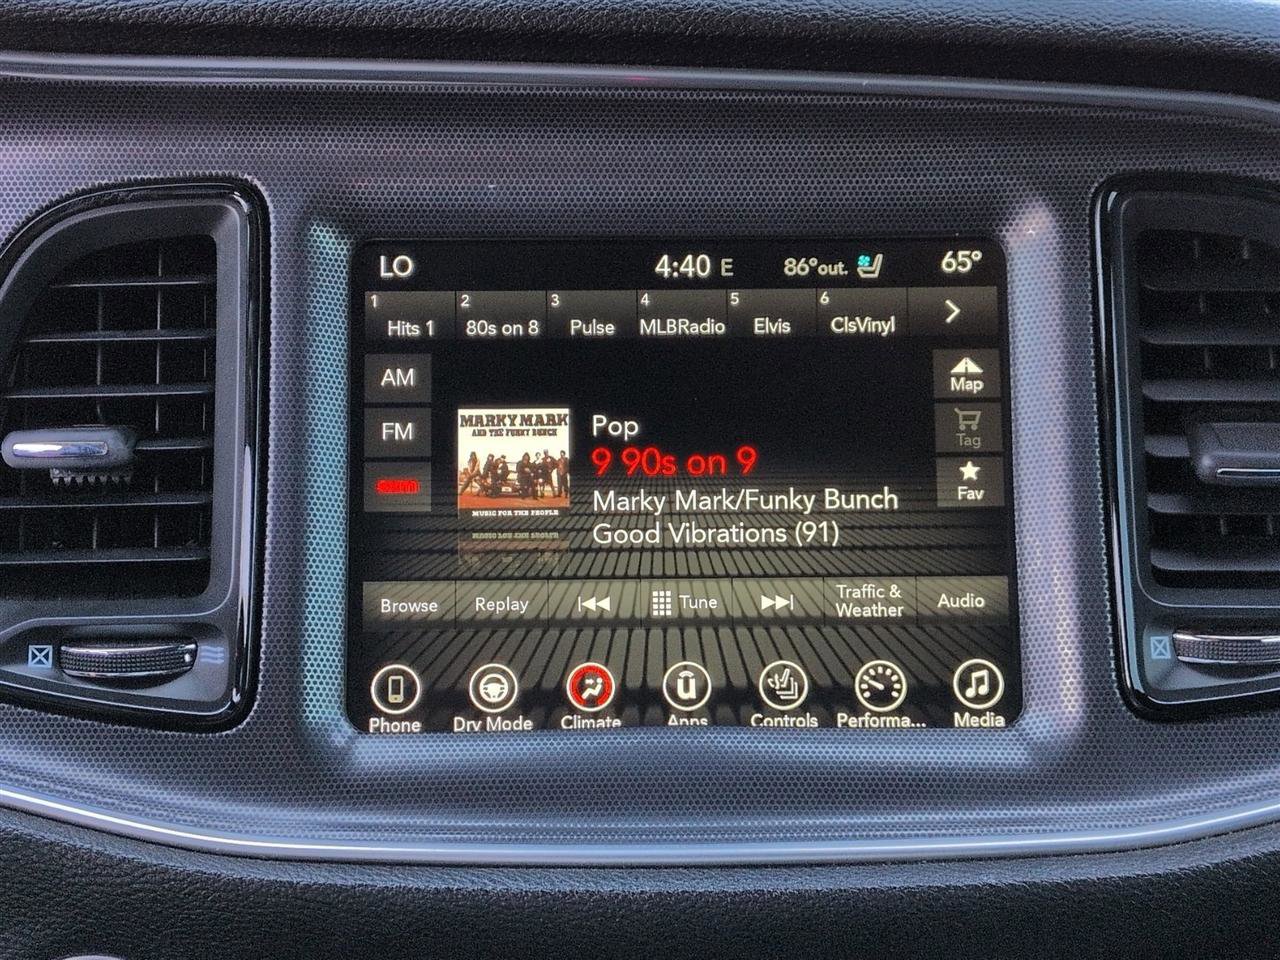 LO
4:40 E
86°out.
65°
1 Hits 1
2 80s on 8
3 Pulse
4 MLBRadio
5 Elvis
6 ClsVinyl
AM
FM
Map
Tag
Fav
MARKY MARK
AND THE FUNKY BUNCH
MUSIC FOR THE PEOPLE
Pop
9 90s on 9
Marky Mark/Funky Bunch
Good Vibrations (91)
Browse
Replay
Tune
Traffic &
Weather
Audio
Phone
Drv Mode
Climate
Apps
Controls
Performa...
Media